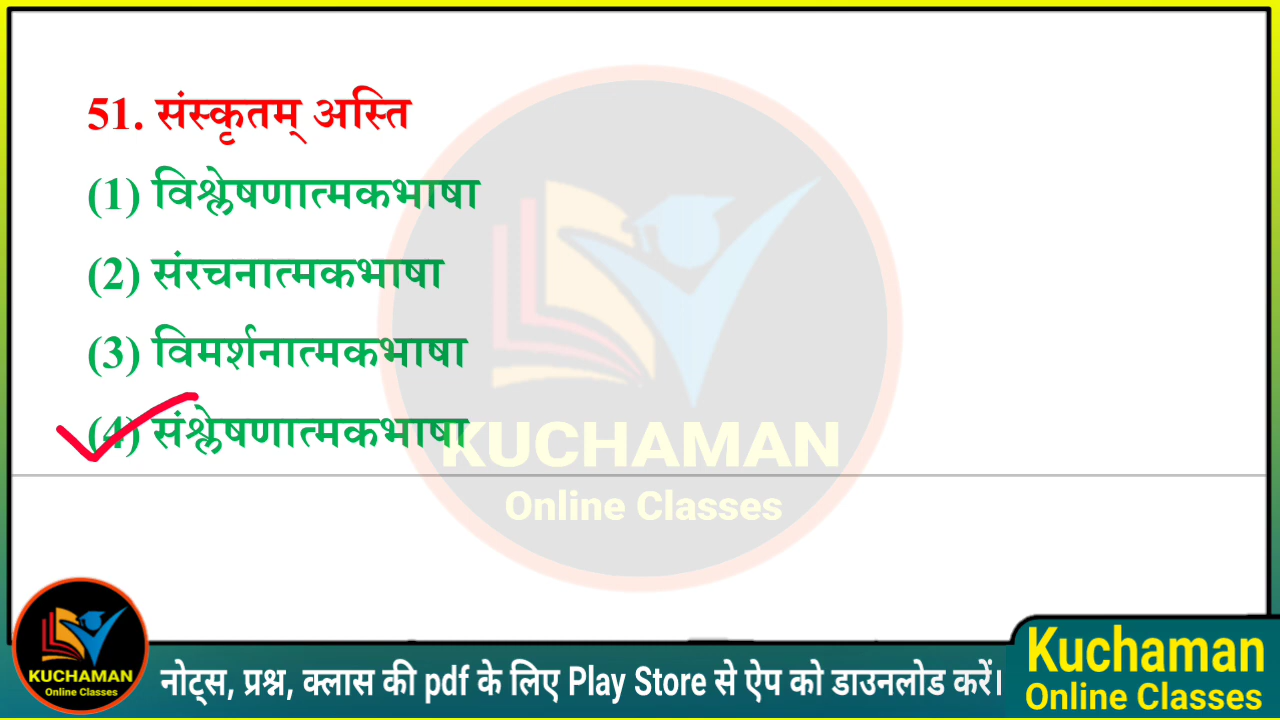 51. संस्कृतम् अस्ति
(1) विश्लेषणात्मकभाषा
(2) संरचनात्मकभाषा
(3) विमर्शनात्मकभाषा
(4) संश्लेषणात्मकभाषा
KUCHAMAN
Online Classes
KUCHAMAN
Online Classes
नोट्स, प्रश्न, क्लास की pdf के लिए Play Store से ऐप को डाउनलोड करें।
Kuchaman
Online Classes